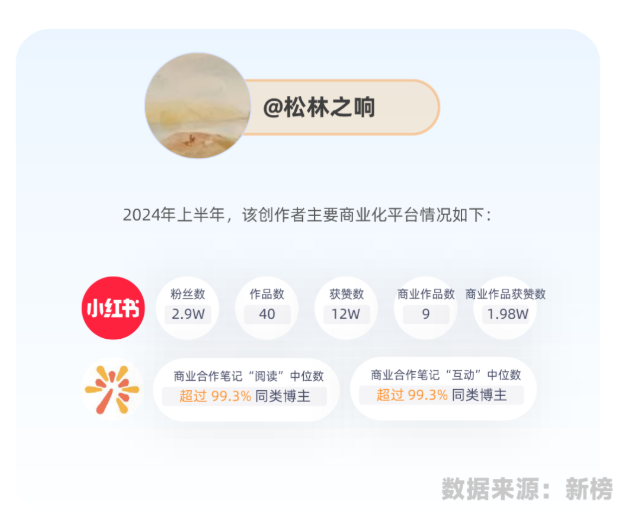 @松林之响
2024年上半年，该创作者主要商业化平台情况如下：
小红书
粉丝数
2.9W
作品数
40
获赞数
12W
商业作品数
9
商业作品获赞数
1.98W
商业合作笔记“阅读”中位数
超过 99.3% 同类博主
商业合作笔记“互动”中位数
超过 99.3% 同类博主
数据来源：新榜